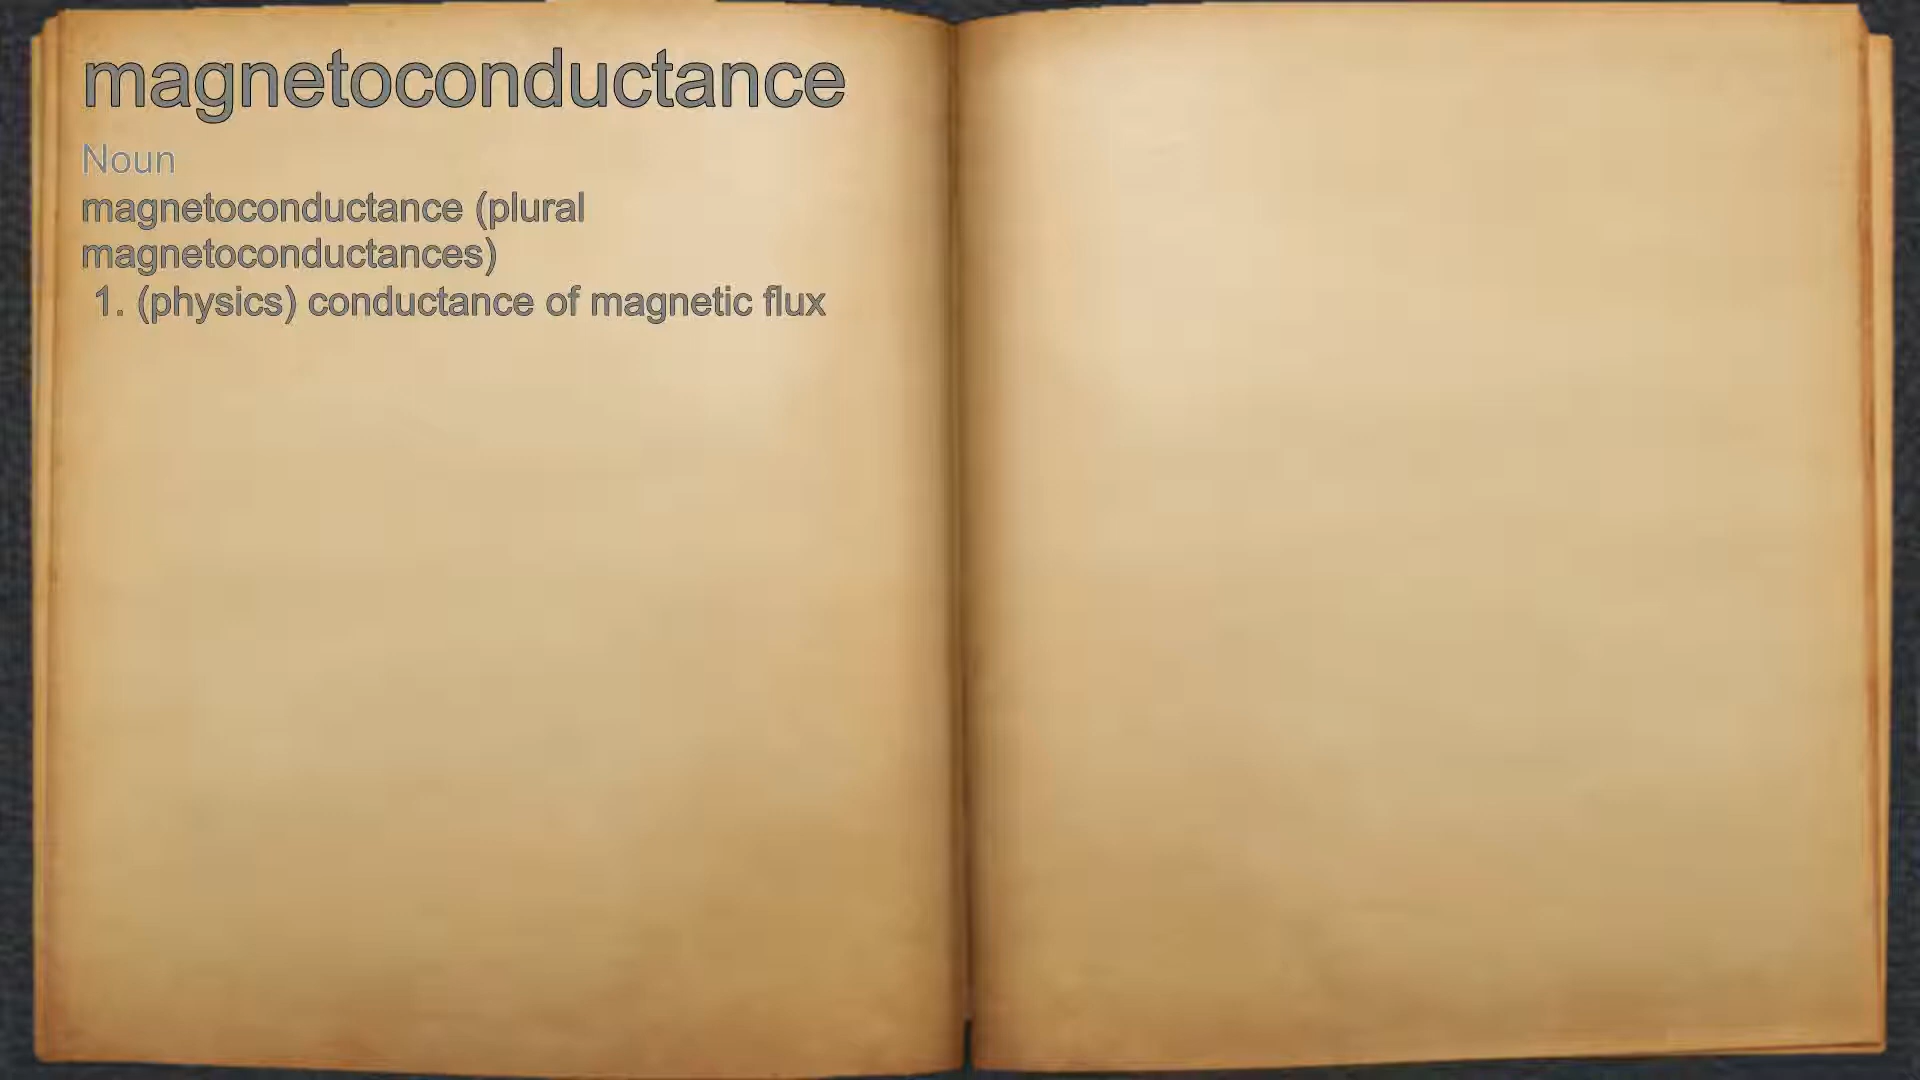 magnetoconductance
Noun
magnetoconductance (plural
magnetoconductances)
1. (physics) conductance of magnetic flux